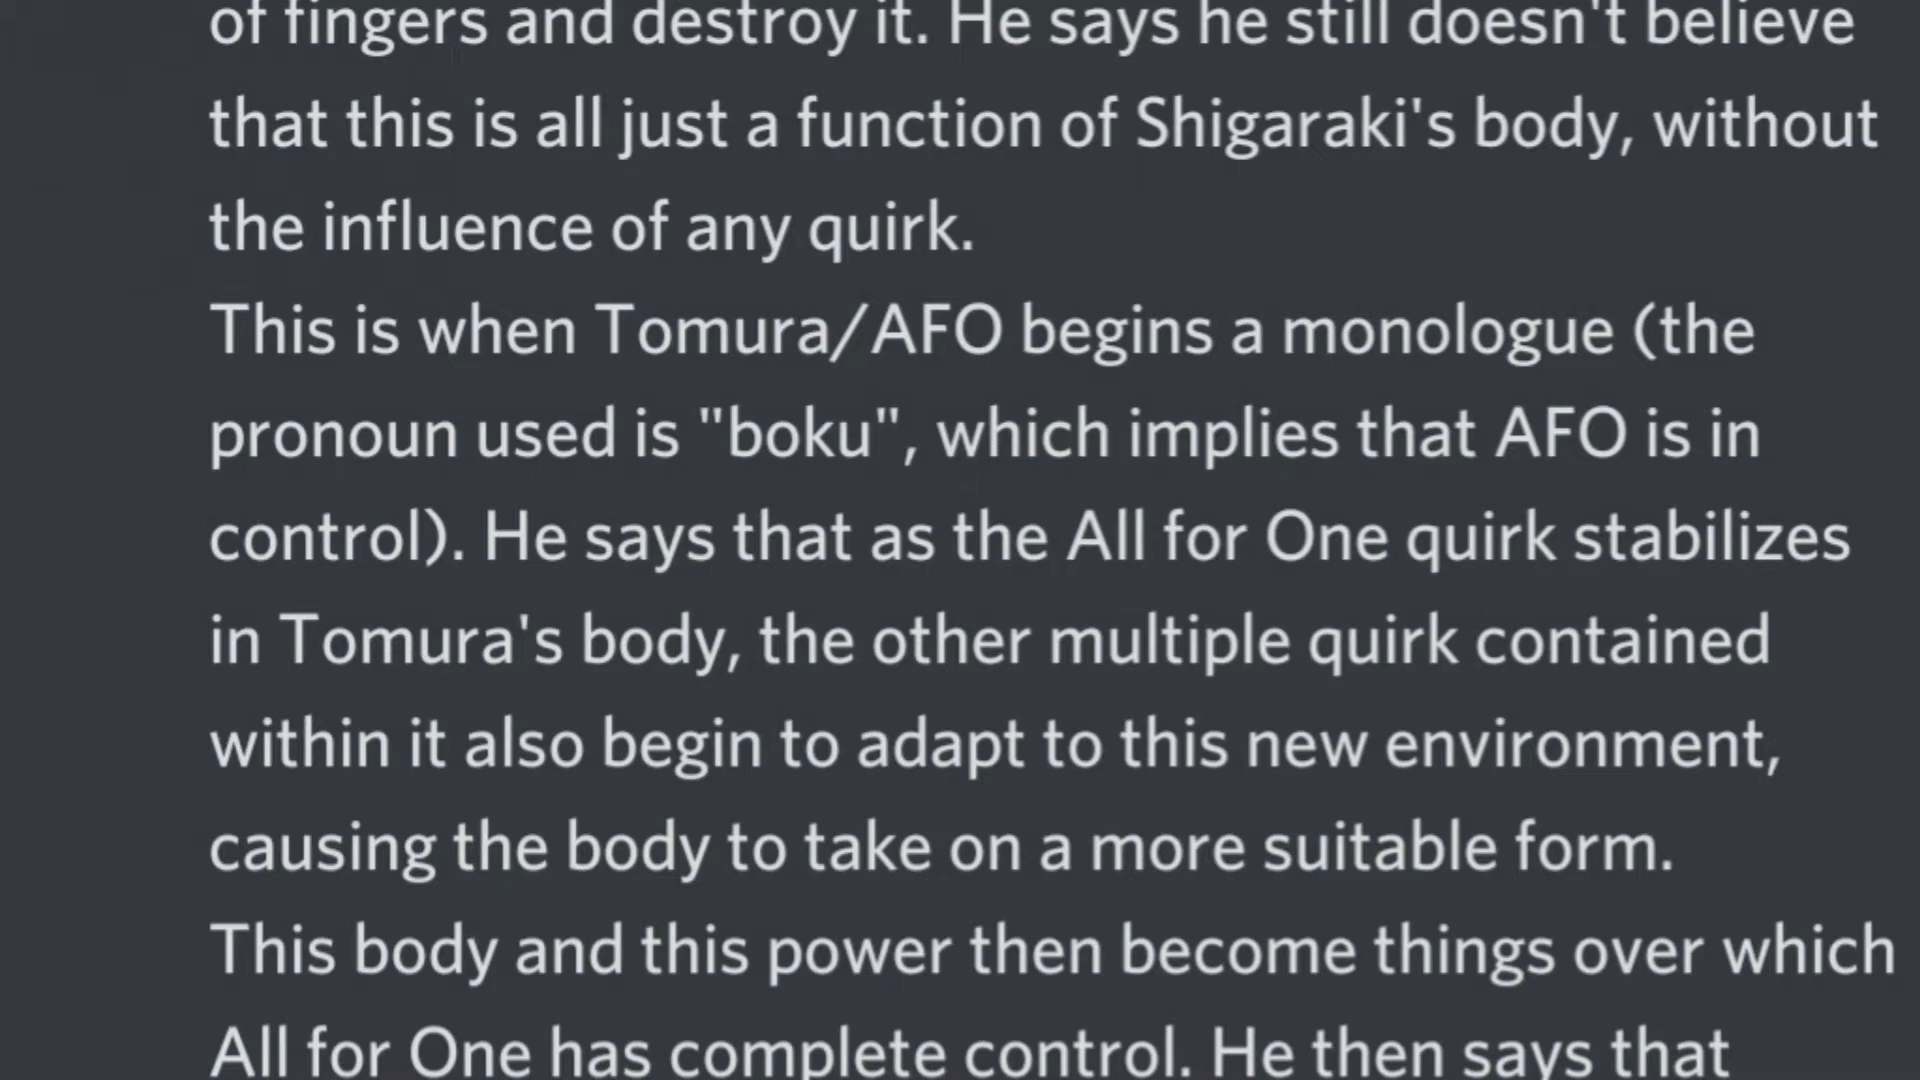 of fingers and destroy it. He says he still doesn't believe
that this is all just a function of Shigaraki's body, without
the influence of any quirk.
This is when Tomura/AFO begins a monologue (the
pronoun used is "boku", which implies that AFO is in
control). He says that as the All for One quirk stabilizes
in Tomura's body, the other multiple quirk contained
within it also begin to adapt to this new environment,
causing the body to take on a more suitable form.
This body and this power then become things over which
All for One has complete control. He then says that